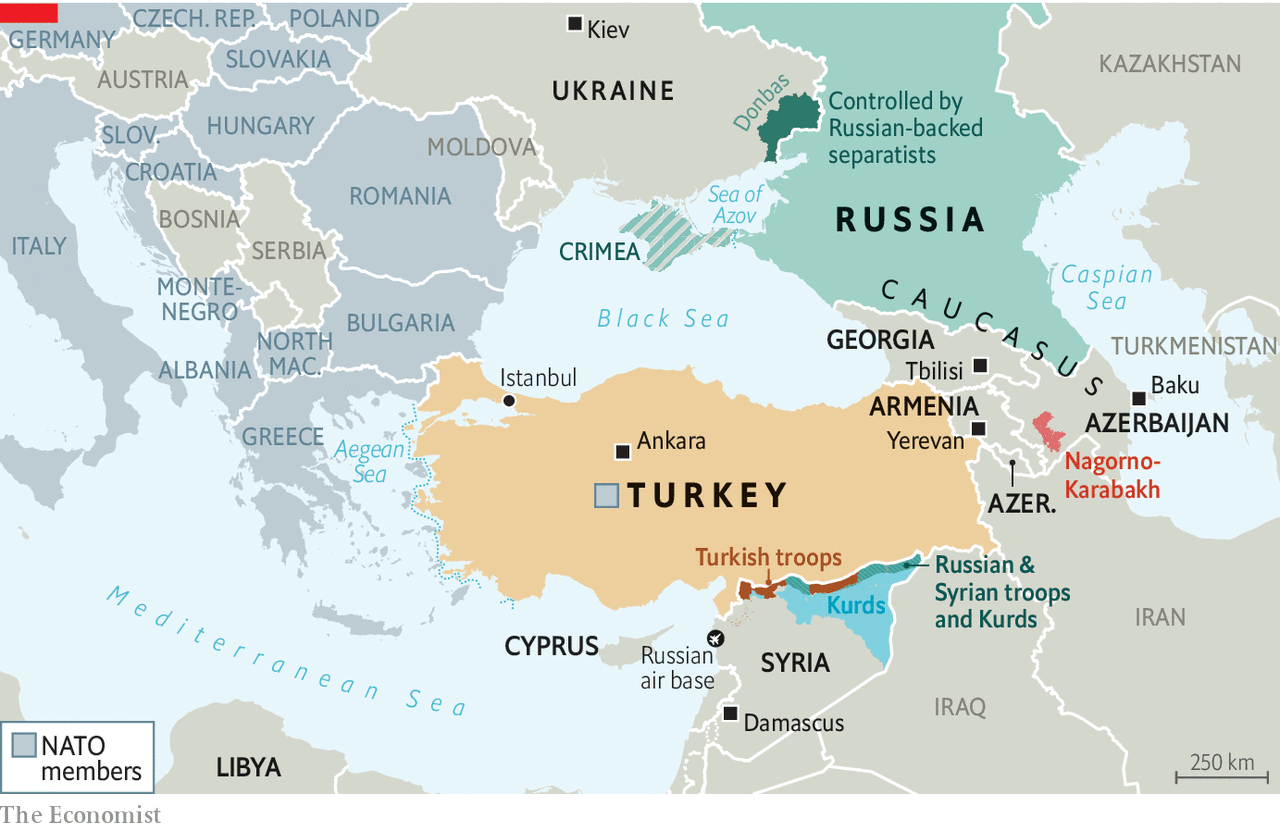 CZECH. REP.
POLAND
GERMANY
SLOVAKIA
AUSTRIA
Kiev
UKRAINE
KAZAKHSTAN
Donbas
Controlled by
Russian-backed
separatists
SLOV.
HUNGARY
CROATIA
MOLDOVA
ROMANIA
BOSNIA
SERBIA
ITALY
Sea of
Azov
RUSSIA
CRIMEA
MONTE-
NEGRO
Caspian
Sea
CAUCASUS
Black Sea
BULGARIA
NORTH
MAC.
ALBANIA
GEORGIA
Tbilisi
TURKMENISTAN
Istanbul
Baku
ARMENIA
Yerevan
AZERBAIJAN
GREECE
Aegean
Sea
Ankara
Nagorno-
Karabakh
TURKEY
AZER.
Turkish troops
Russian &
Syrian troops
and Kurds
Kurds
Mediterranean Sea
CYPRUS
Russian
air base
SYRIA
IRAN
IRAQ
Damascus
NATO
members
LIBYA
250 km
The Economist